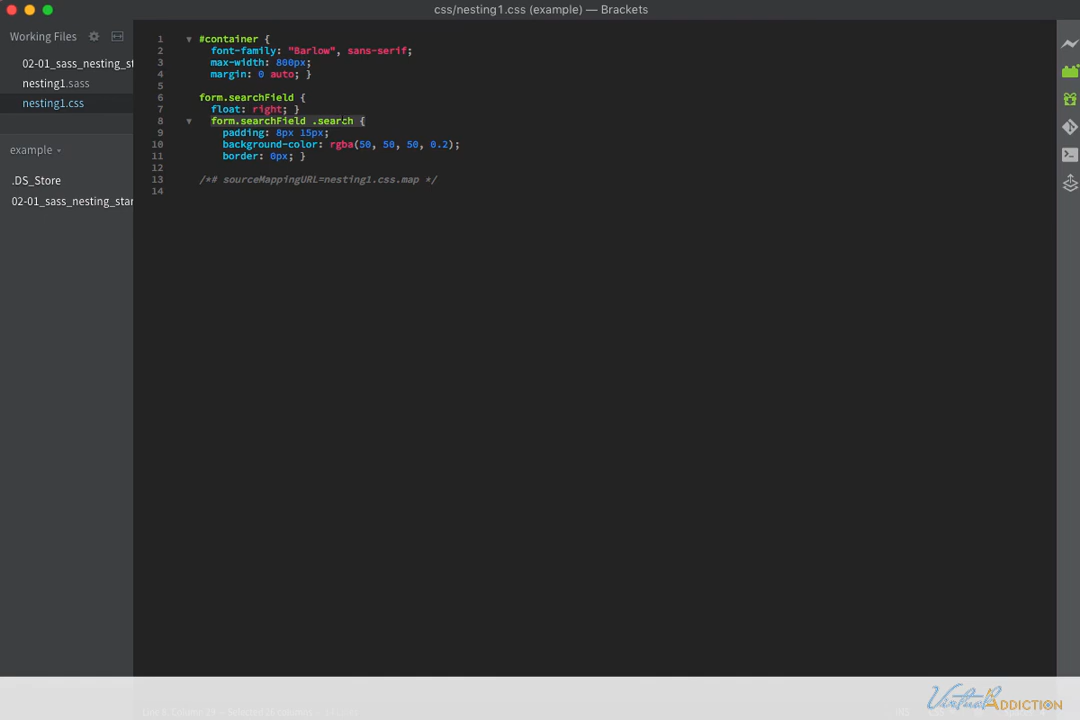 css/nesting1.css (example) — Brackets
Working Files
02-01_sass_nesting_st
nesting1.sass
nesting1.css
example
.DS_Store
02-01_sass_nesting_star
1 ▼ #container {
2 font-family: "Barlow", sans-serif;
3 max-width: 800px;
4 margin: 0 auto; }
5
6 form.searchField {
7 float: right; }
8 ▼ form.searchField .search {
9 padding: 8px 15px;
10 background-color: rgba(50, 50, 50, 0.2);
11 border: 0px; }
12
13 /*# sourceMappingURL=nesting1.css.map */
14
Virtual ADDICTION